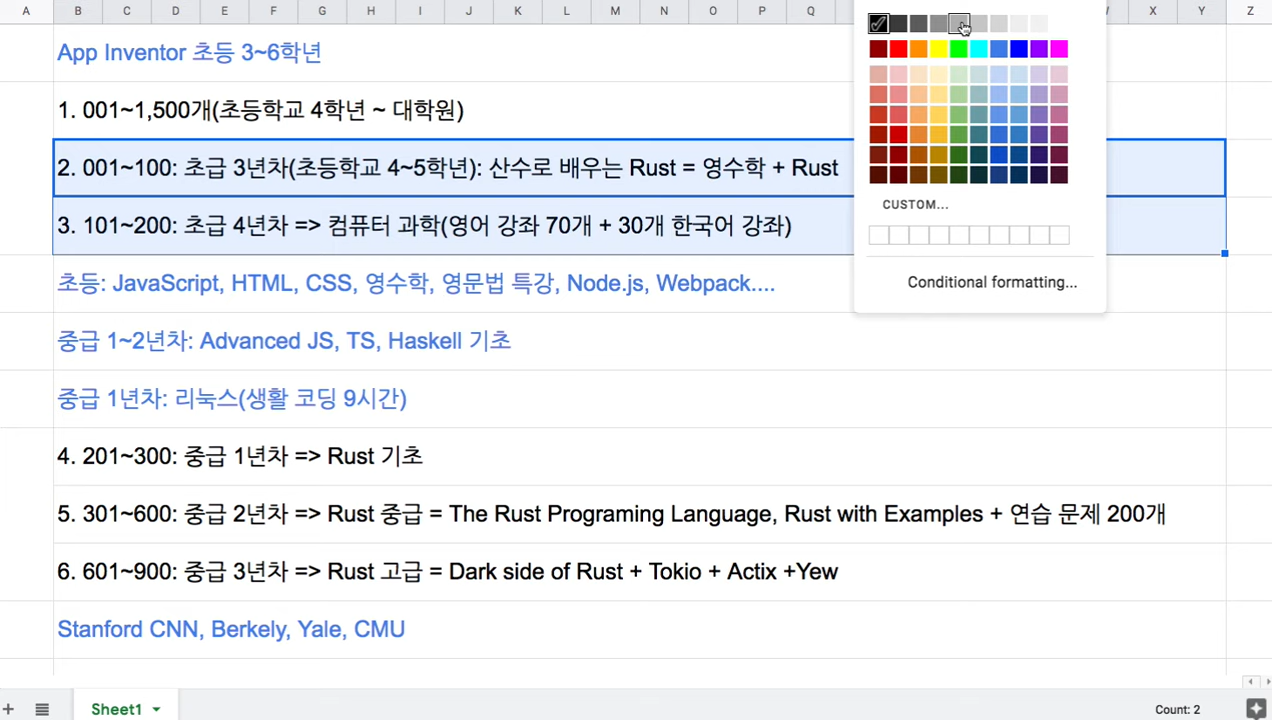 A B C D E F G H I J K L M N O P Q X Y Z
App Inventor 초등 3~6학년
1. 001~1,500개(초등학교 4학년 ~ 대학원)
2. 001~100: 초급 3년차(초등학교 4~5학년): 산수로 배우는 Rust = 영수학 + Rust
3. 101~200: 초급 4년차 => 컴퓨터 과학(영어 강좌 70개 + 30개 한국어 강좌)
CUSTOM...
Conditional formatting...
초등: JavaScript, HTML, CSS, 영수학, 영문법 특강, Node.js, Webpack....
중급 1~2년차: Advanced JS, TS, Haskell 기초
중급 1년차: 리눅스(생활 코딩 9시간)
4. 201~300: 중급 1년차 => Rust 기초
5. 301~600: 중급 2년차 => Rust 중급 = The Rust Programing Language, Rust with Examples + 연습 문제 200개
6. 601~900: 중급 3년차 => Rust 고급 = Dark side of Rust + Tokio + Actix +Yew
Stanford CNN, Berkely, Yale, CMU
Sheet1
Count: 2